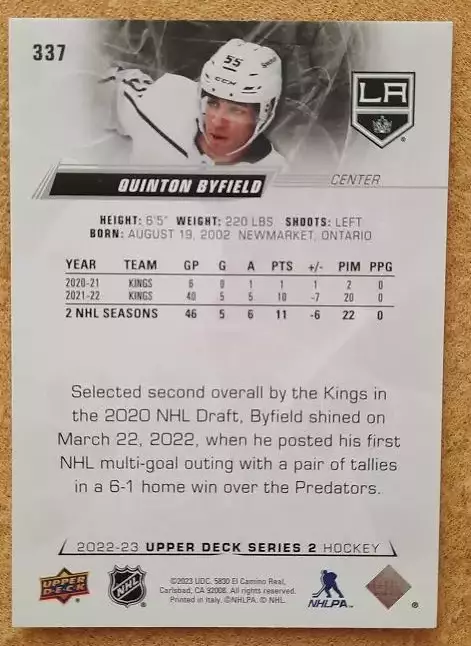 337
55
CCM
LA
QUINTON BYFIELD
CENTER
HEIGHT: 6'5" WEIGHT: 220 LBS SHOOTS: LEFT
BORN: AUGUST 19, 2002 NEWMARKET, ONTARIO
YEAR TEAM GP G A PTS +/- PIM PPG
2020-21 KINGS 6 0 1 1 1 2 0
2021-22 KINGS 40 5 5 10 -7 20 0
2 NHL SEASONS 46 5 6 11 -6 22 0
Selected second overall by the Kings in
the 2020 NHL Draft, Byfield shined on
March 22, 2022, when he posted his first
NHL multi-goal outing with a pair of tallies
in a 6-1 home win over the Predators.
2022-23 UPPER DECK SERIES 2 HOCKEY
UPPER DECK
NHL
©2023 UDC. 5830 El Camino Real,
Carlsbad, CA 92008. All rights reserved.
Printed in Italy. ©NHLPA. © NHL.
NHLPA